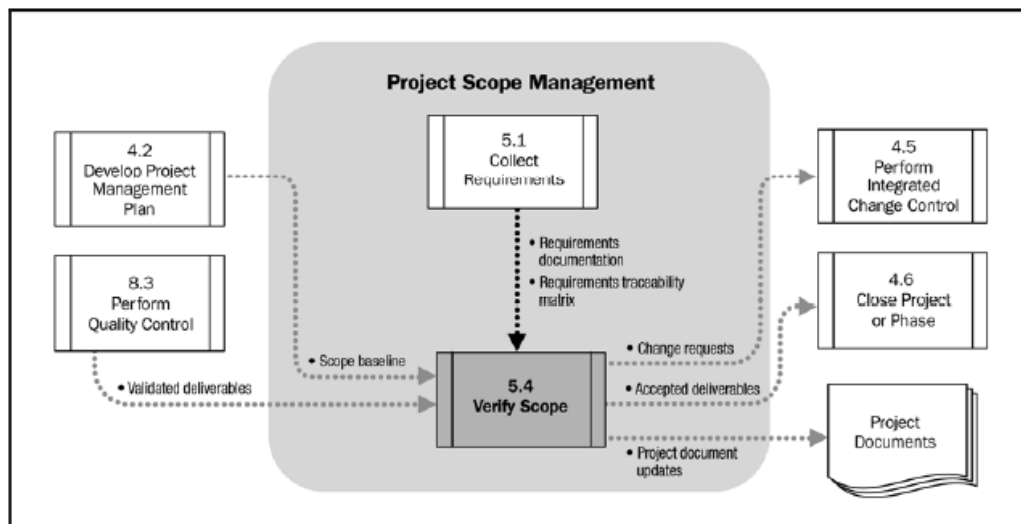 Project Scope Management
4.2
Develop Project
Management
Plan
5.1
Collect
Requirements
4.5
Perform
Integrated
Change Control
• Requirements
documentation
• Requirements traceability
matrix
8.3
Perform
Quality Control
4.6
Close Project
or Phase
• Scope baseline
• Change requests
• Validated deliverables
5.4
Verify Scope
• Accepted deliverables
Project
Documents
• Project document
updates